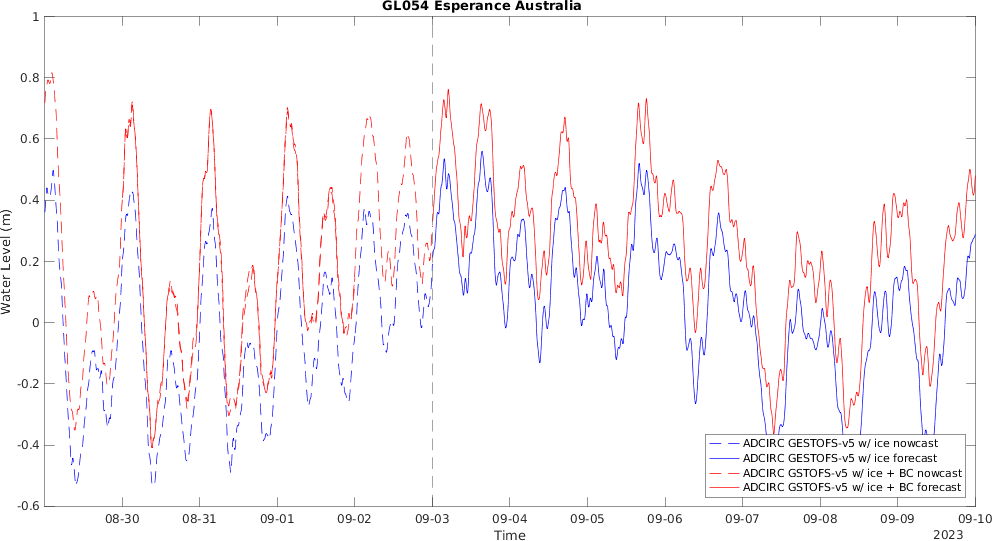 GL054 Esperance Australia
1
0.8
0.6
0.4
0.2
0
-0.2
-0.4
-0.6
Water Level (m)
ADCIRC GESTOFS-v5 w/ ice nowcast
ADCIRC GESTOFS-v5 w/ ice forecast
ADCIRC GSTOFS-v5 w/ ice + BC nowcast
ADCIRC GSTOFS-v5 w/ ice + BC forecast
08-30 08-31 09-01 09-02 09-03 09-04 09-05 09-06 09-07 09-08 09-09 09-10
Time
2023